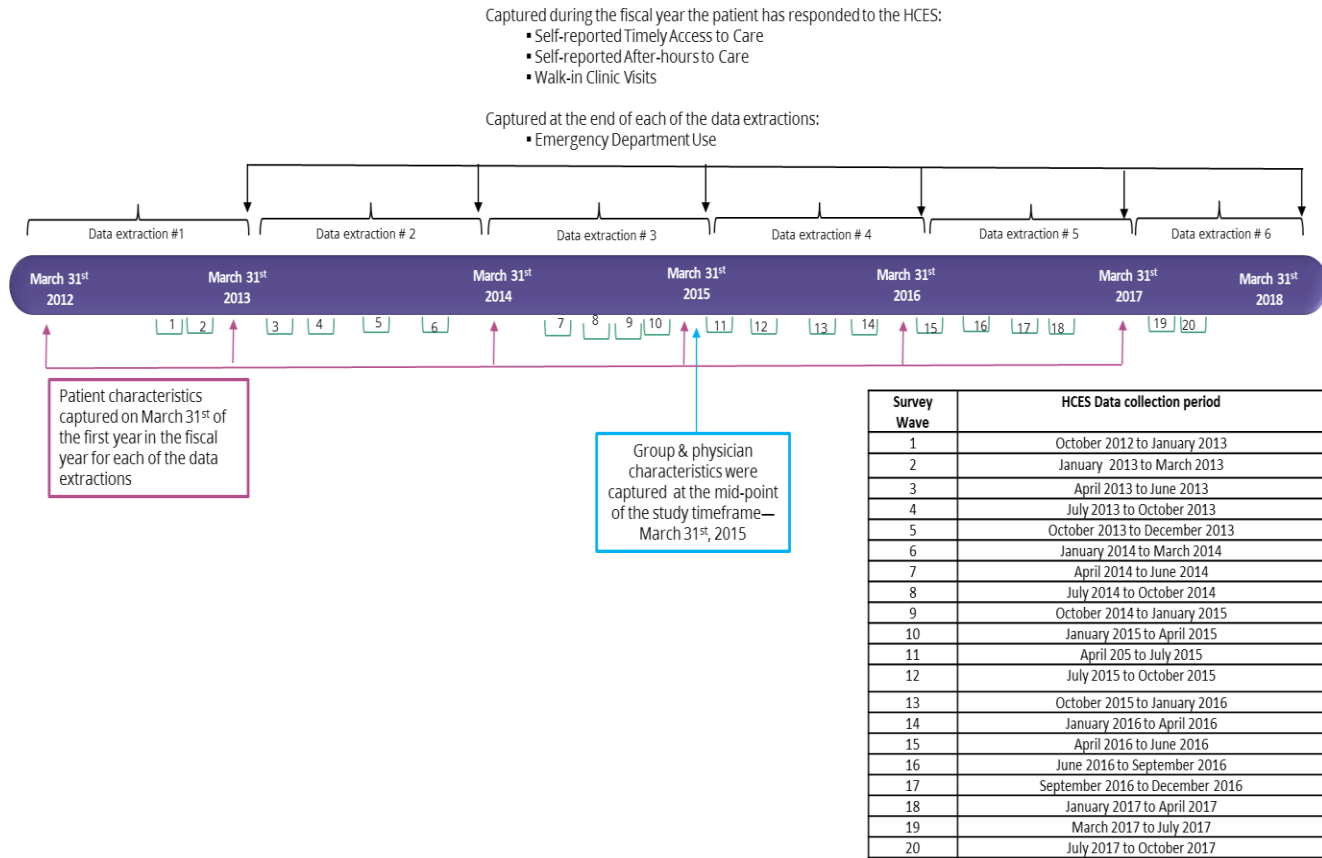 Captured during the fiscal year the patient has responded to the HCES:
▪ Self-reported Timely Access to Care
▪ Self-reported After-hours to Care
▪ Walk-in Clinic Visits
Captured at the end of each of the data extractions:
▪ Emergency Department Use
Data extraction #1
Data extraction # 2
Data extraction # 3
Data extraction # 4
Data extraction # 5
Data extraction # 6
March 31st
2012
March 31st
2013
March 31st
2014
March 31st
2015
March 31st
2016
March 31st
2017
March 31st
2018
1 2 3 4 5 6 7 8 9 10 11 12 13 14 15 16 17 18 19 20
Patient characteristics
captured on March 31st of
the first year in the fiscal
year for each of the data
extractions
Group & physician
characteristics were
captured at the mid-point
of the study timeframe—
March 31st, 2015
Survey
Wave
HCES Data collection period
1 October 2012 to January 2013
2 January 2013 to March 2013
3 April 2013 to June 2013
4 July 2013 to October 2013
5 October 2013 to December 2013
6 January 2014 to March 2014
7 April 2014 to June 2014
8 July 2014 to October 2014
9 October 2014 to January 2015
10 January 2015 to April 2015
11 April 205 to July 2015
12 July 2015 to October 2015
13 October 2015 to January 2016
14 January 2016 to April 2016
15 April 2016 to June 2016
16 June 2016 to September 2016
17 September 2016 to December 2016
18 January 2017 to April 2017
19 March 2017 to July 2017
20 July 2017 to October 2017